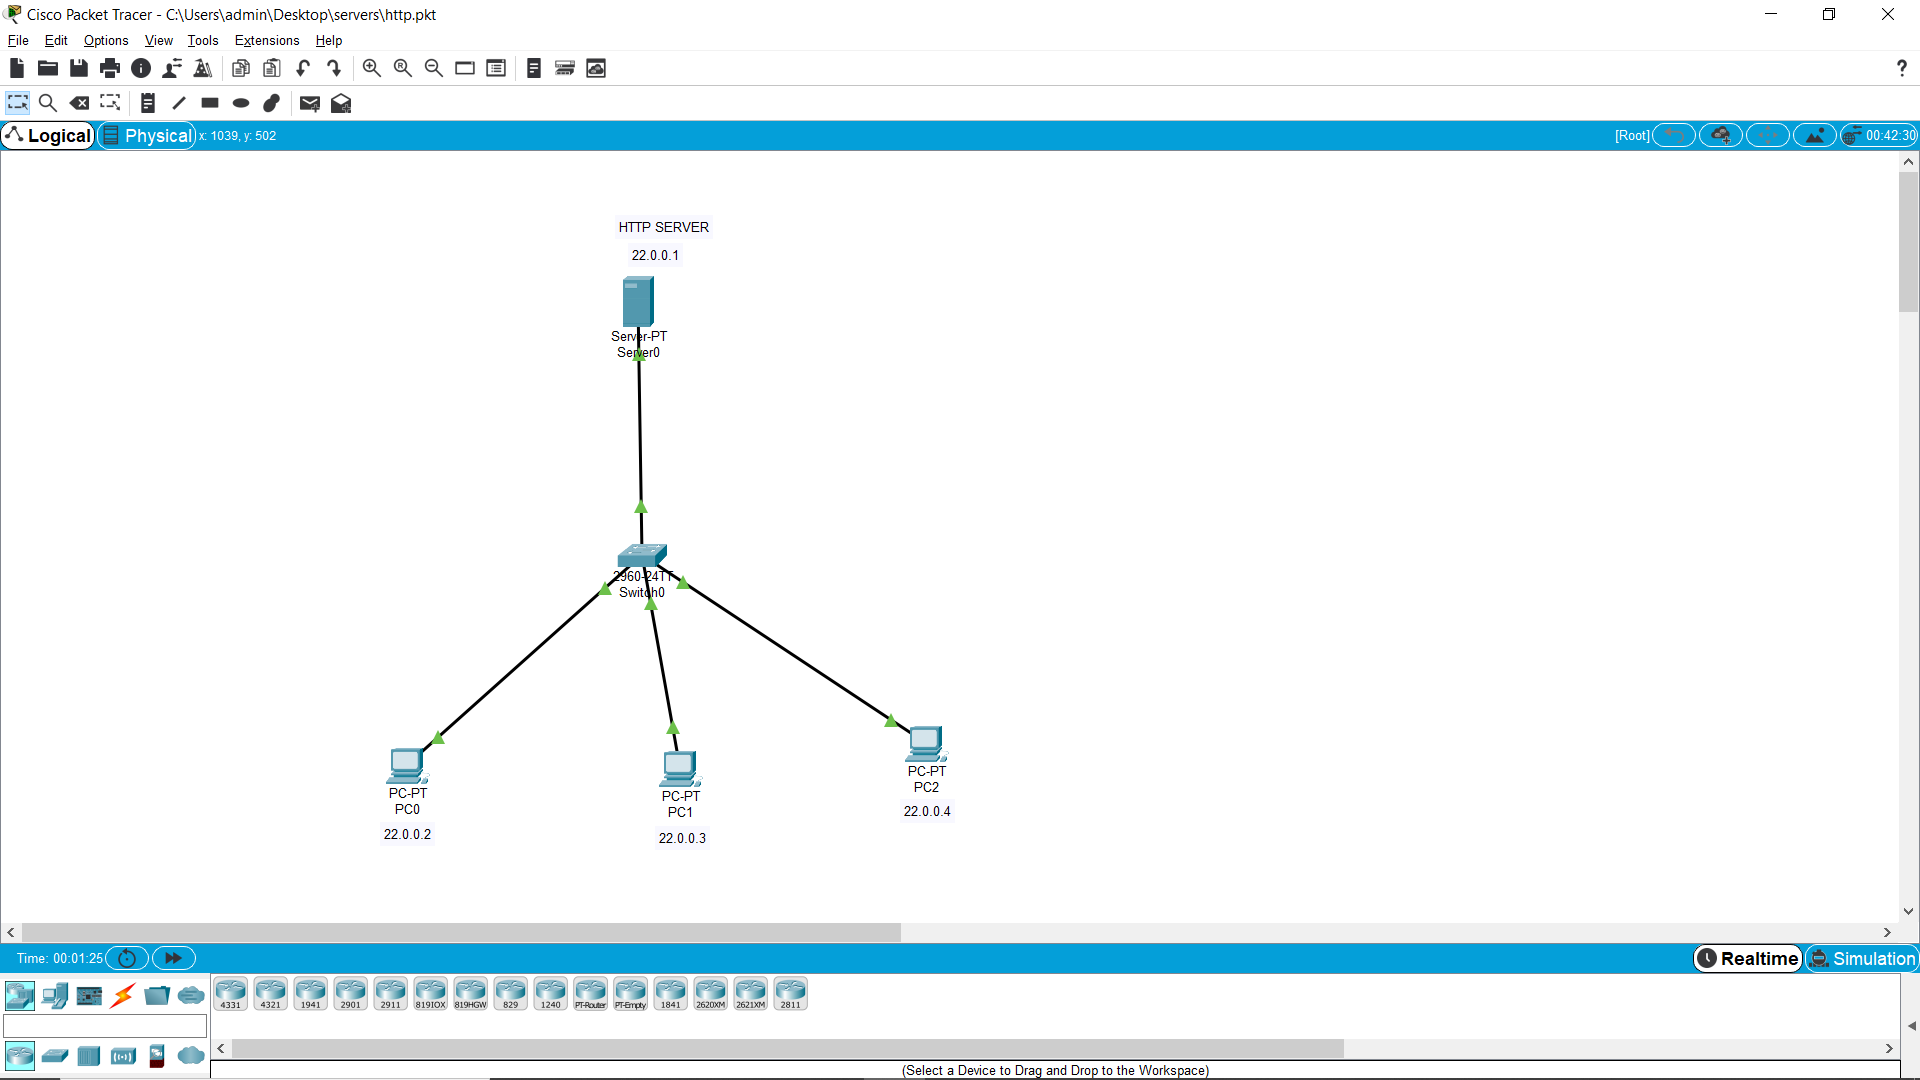 Cisco Packet Tracer - C:\Users\admin\Desktop\servers\http.pkt
File Edit Options View Tools Extensions Help
?
Logical Physical x: 1039, y: 502 [Root] 00:42:30
HTTP SERVER
22.0.0.1
Server-PT
Server0
2960-24TT
Switch0
PC-PT
PC0
22.0.0.2
PC-PT
PC1
22.0.0.3
PC-PT
PC2
22.0.0.4
Time: 00:01:25 Realtime Simulation
4331 4321 1941 2901 2911 819IOX 819HGW 829 1240 PT-Router PT-Empty 1841 2620XM 2621XM 2811
(Select a Device to Drag and Drop to the Workspace)